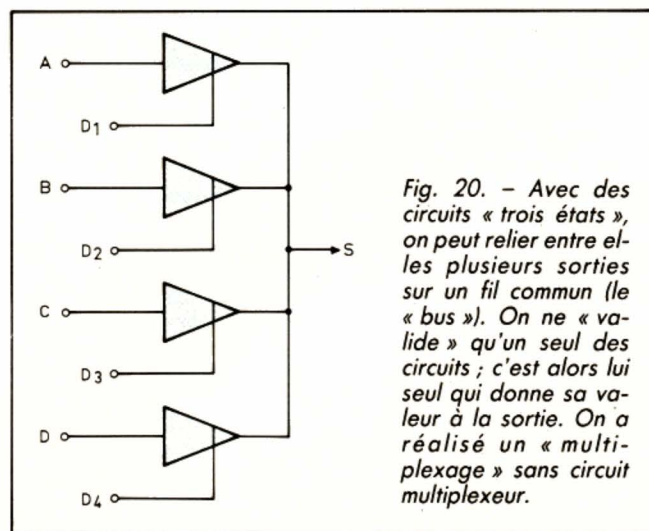 A
D1
B
D2
S
C
D3
D
D4
Fig. 20. – Avec des
circuits « trois états »,
on peut relier entre el-
les plusieurs sorties
sur un fil commun (le
« bus »). On ne « va-
lide » qu'un seul des
circuits ; c'est alors lui
seul qui donne sa va-
leur à la sortie. On a
réalisé un « multi-
plexage » sans circuit
multiplexeur.